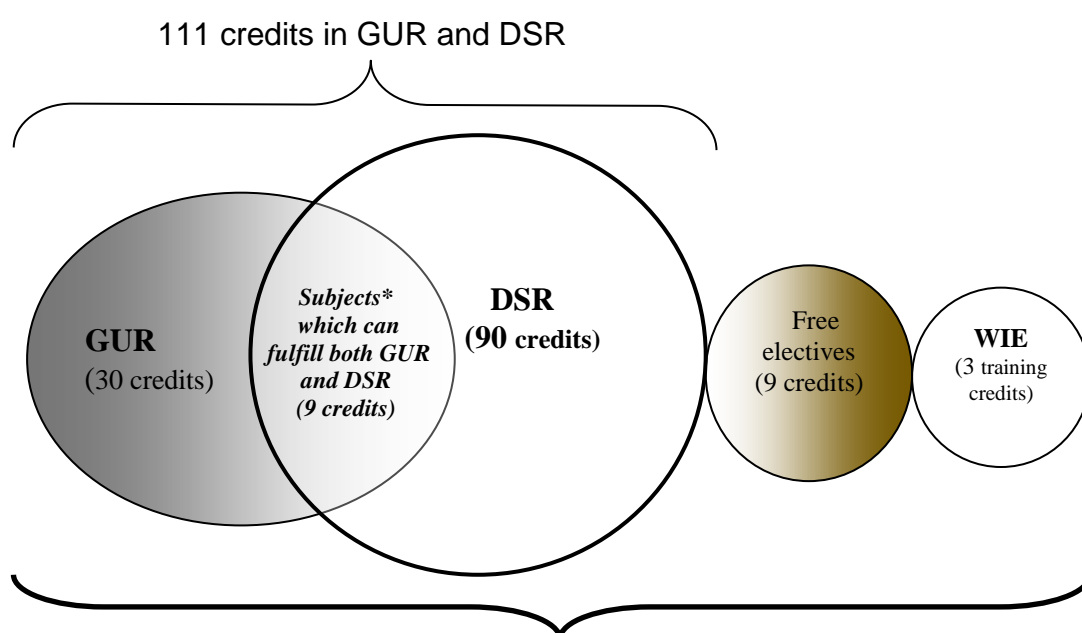 111 credits in GUR and DSR
GUR
(30 credits)
Subjects*
which can
fulfill both GUR
and DSR
(9 credits)
DSR
(90 credits)
Free
electives
(9 credits)
WIE
(3 training
credits)